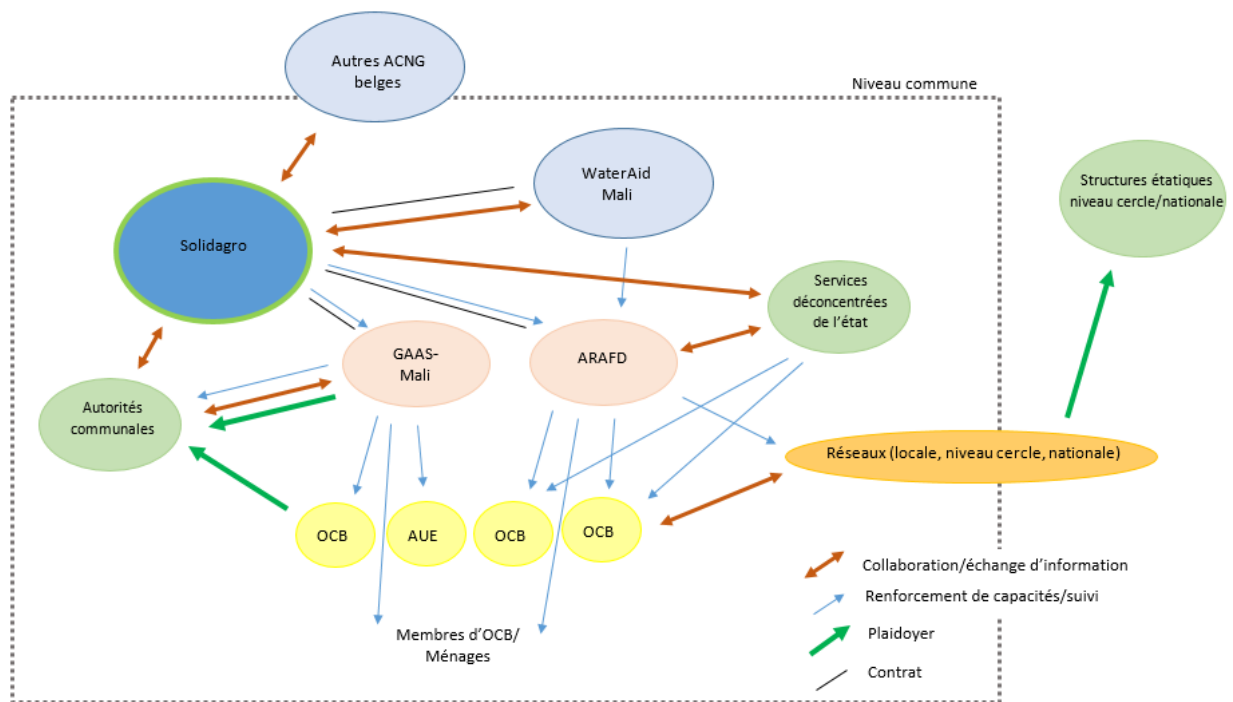 Autres ACNG
belges
Niveau commune
WaterAid
Mali
Structures étatiques
niveau cercle/nationale
Solidagro
Services
déconcentrées
de l'état
GAAS-
Mali
ARAFD
Autorités
communales
Réseaux (locale, niveau cercle, nationale)
OCB
AUE
OCB
OCB
Collaboration/échange d'information
Renforcement de capacités/suivi
Plaidoyer
Contrat
Membres d'OCB/
Ménages